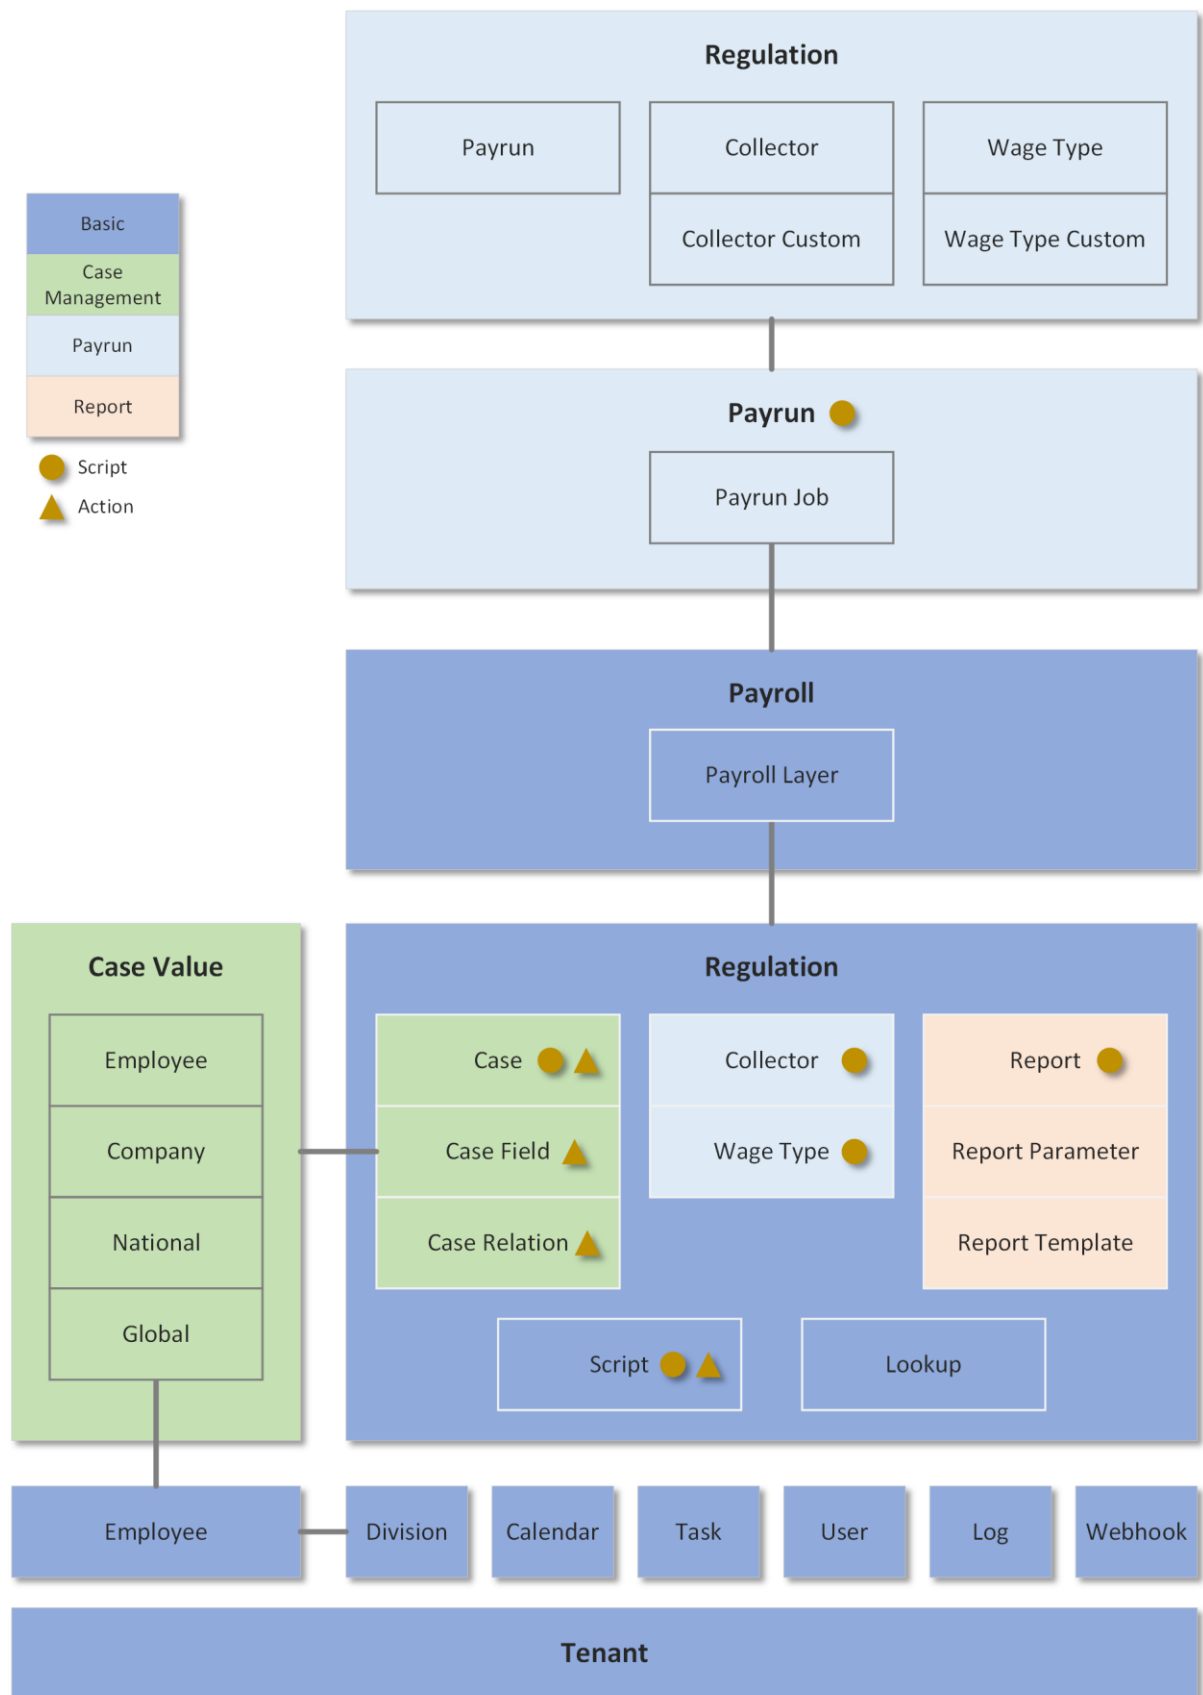 Regulation
Payrun
Collector
Wage Type
Collector Custom
Wage Type Custom
Basic
Case
Management
Payrun
Report
Script
Action
Payrun
Payrun Job
Payroll
Payroll Layer
Case Value
Employee
Company
National
Global
Regulation
Case
Collector
Report
Case Field
Wage Type
Report Parameter
Case Relation
Report Template
Script
Lookup
Employee
Division
Calendar
Task
User
Log
Webhook
Tenant